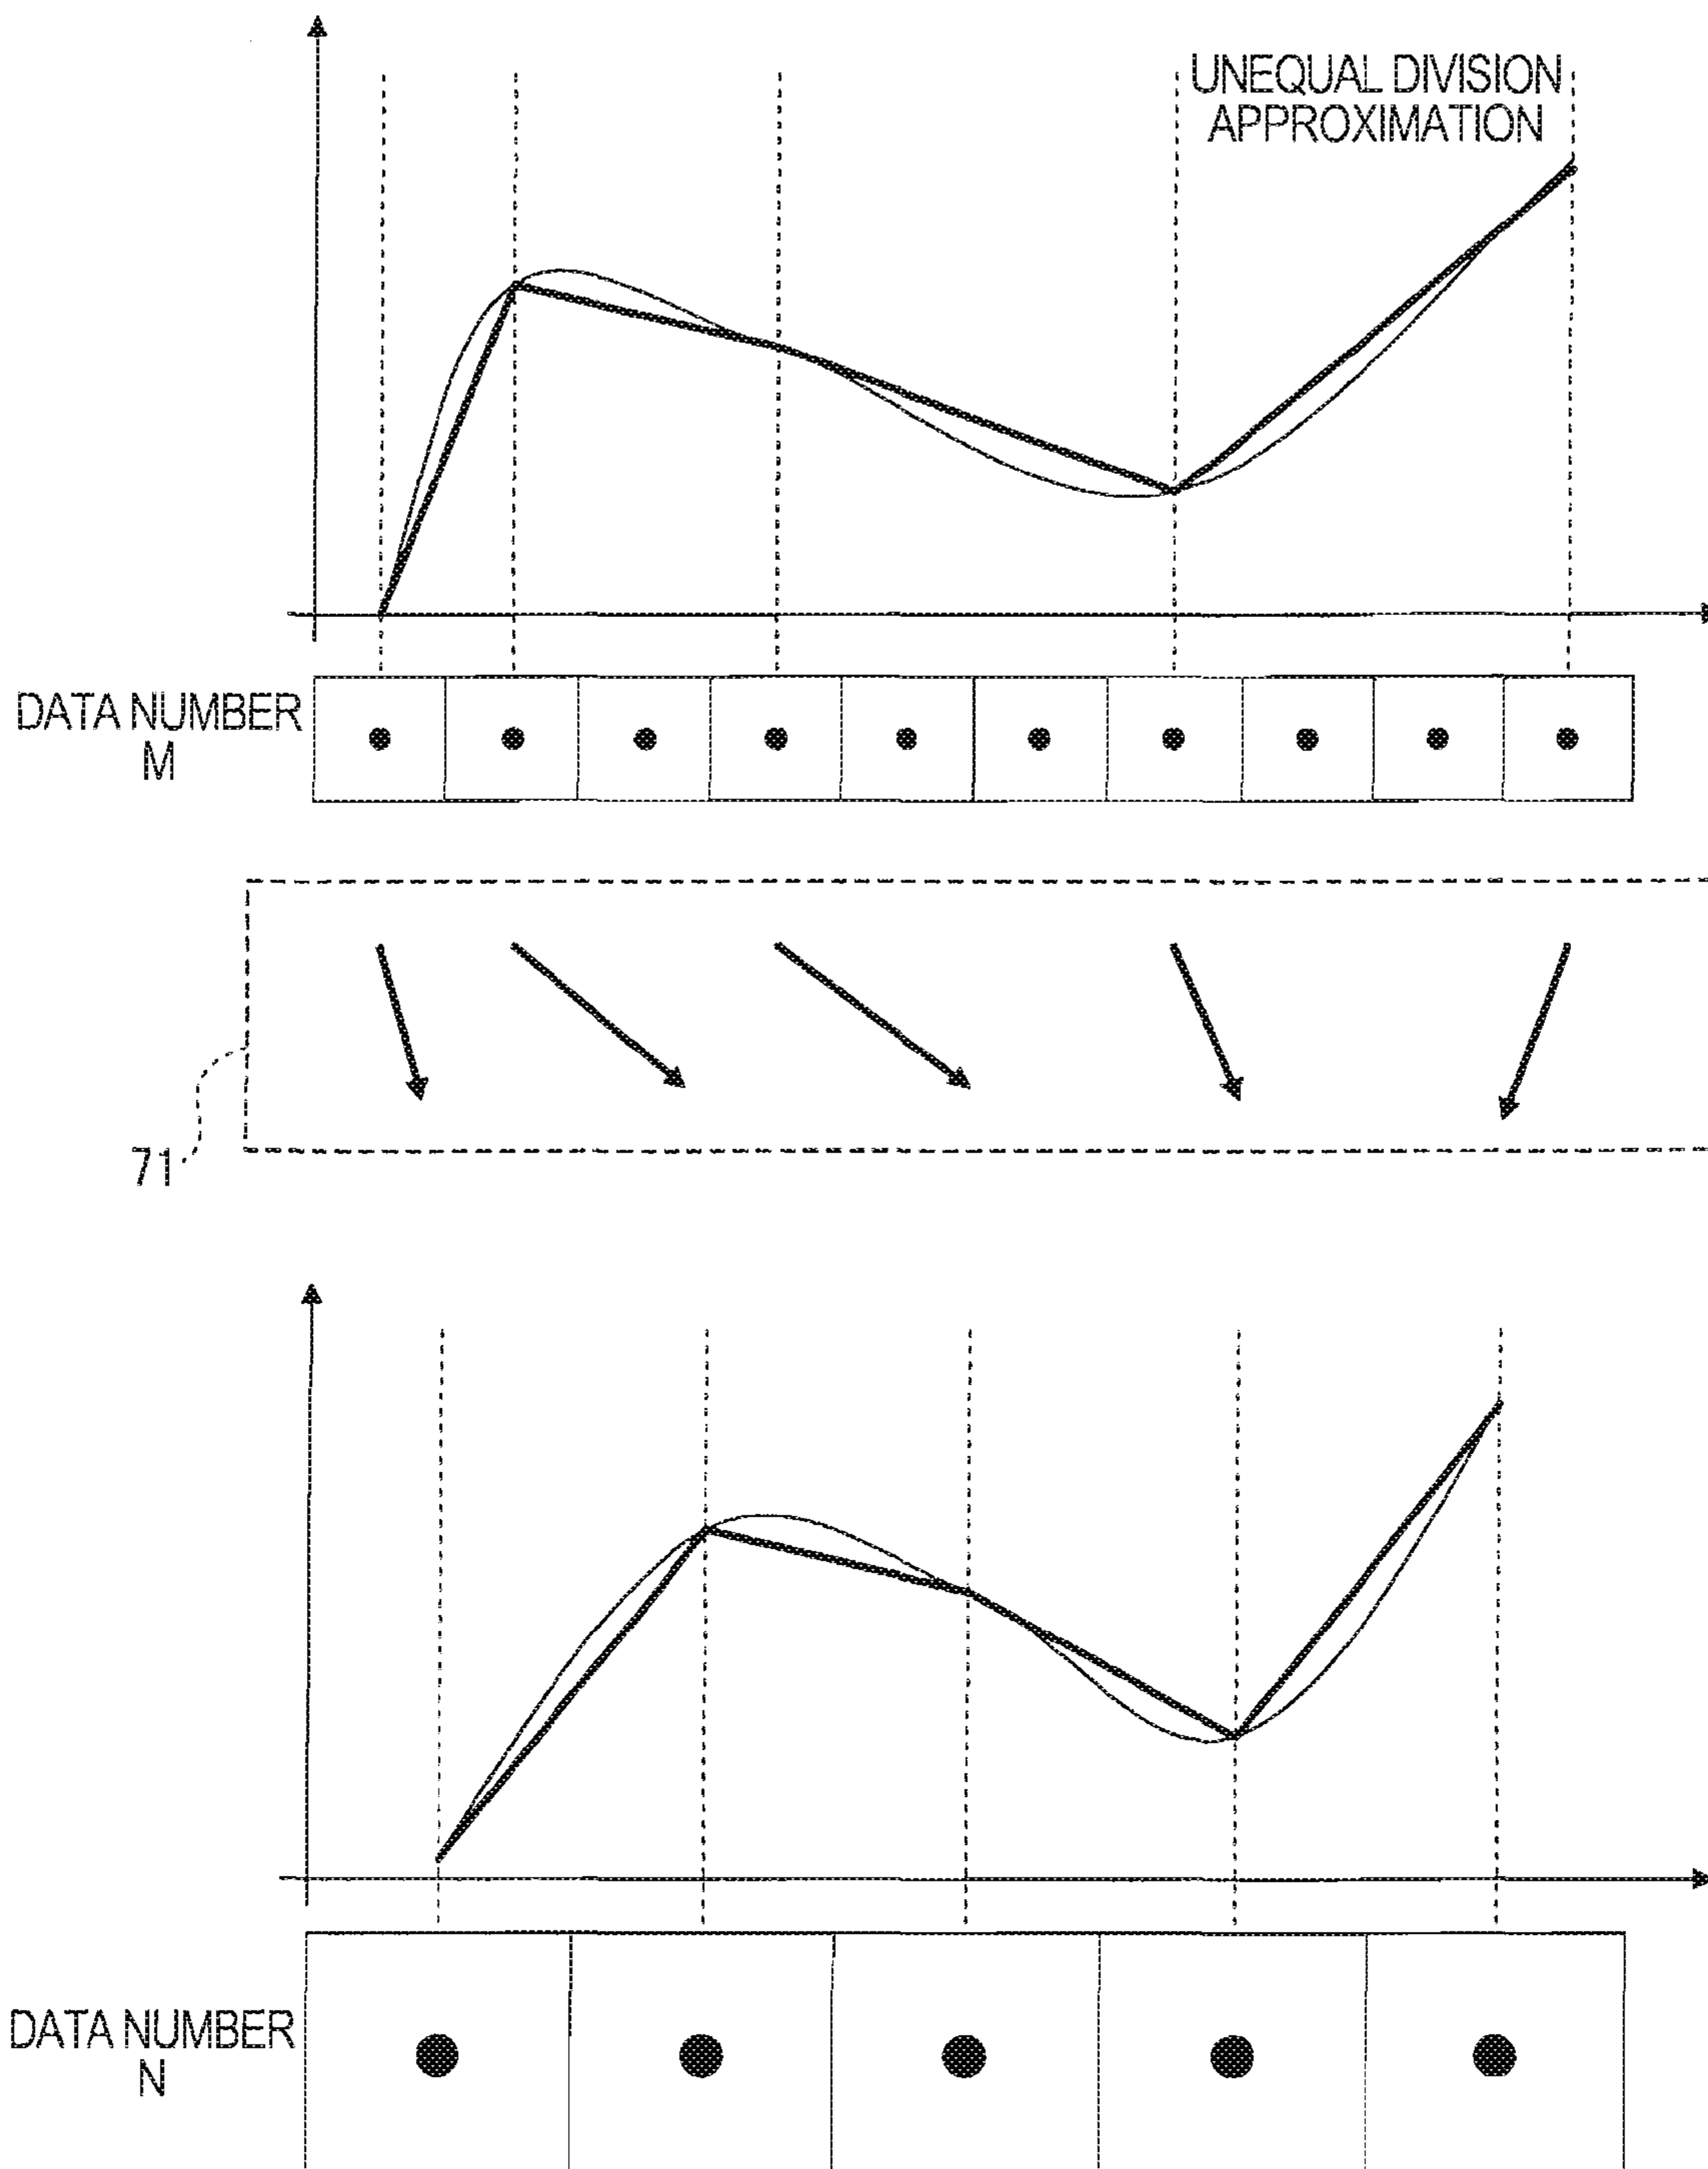 UNEQUAL DIVISION
APPROXIMATION
DATA NUMBER
M
71
DATA NUMBER
N